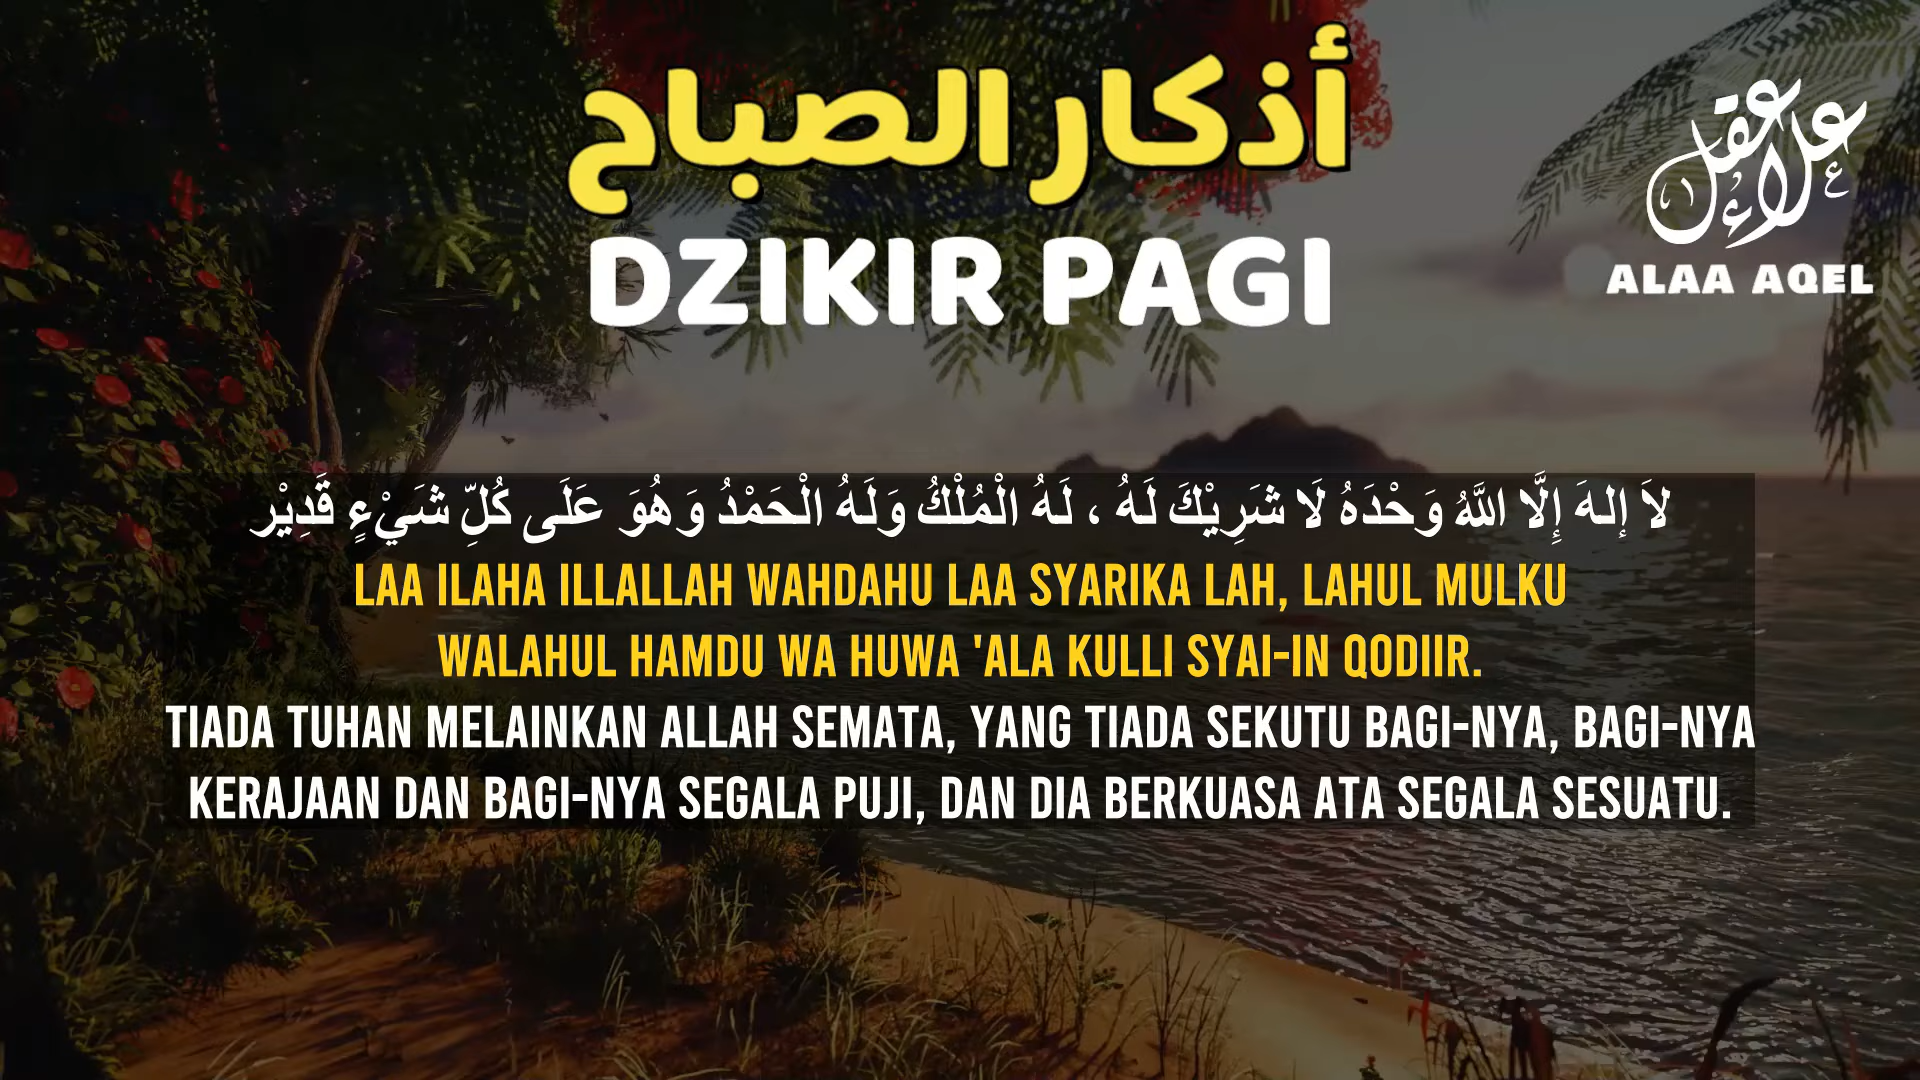 أذكار الصباح
DZIKIR PAGI
علاء عقل
ALAA AQEL
لاَ إِلهَ إِلَّا اللَّهُ وَحْدَهُ لَا شَرِيْكَ لَهُ ، لَهُ الْمُلْكُ وَلَهُ الْحَمْدُ وَهُوَ عَلَى كُلِّ شَيْءٍ قَدِيْر
LAA ILAHA ILLALLAH WAHDAHU LAA SYARIKA LAH, LAHUL MULKU
WALAHUL HAMDU WA HUWA 'ALA KULLI SYAI-IN QODIIR.
TIADA TUHAN MELAINKAN ALLAH SEMATA, YANG TIADA SEKUTU BAGI-NYA, BAGI-NYA
KERAJAAN DAN BAGI-NYA SEGALA PUJI, DAN DIA BERKUASA ATA SEGALA SESUATU.